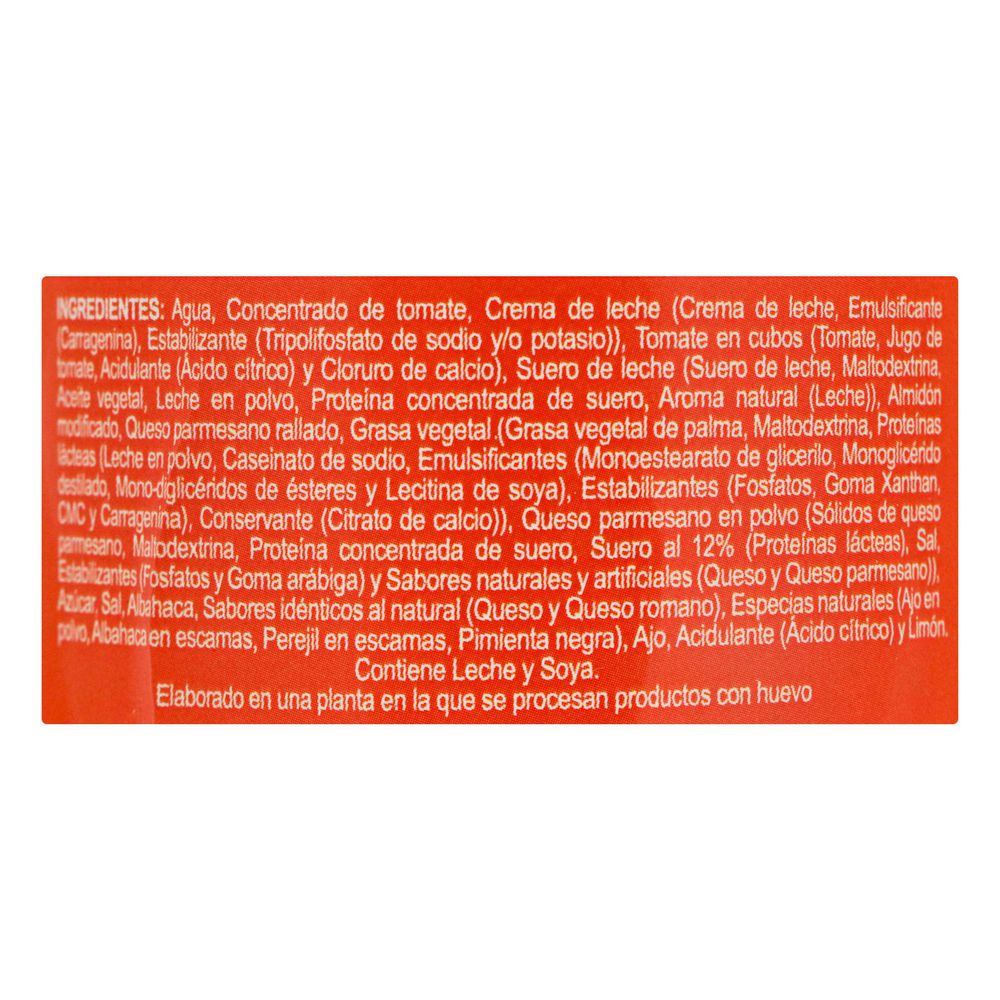 INGREDIENTES: Agua, Concentrado de tomate, Crema de leche (Crema de leche, Emulsificante
(Carragenina), Estabilizante (Tripolifosfato de sodio y/o potasio)), Tomate en cubos (Tomate, Jugo de
tomate, Acidulante (Ácido cítrico) y Cloruro de calcio), Suero de leche (Suero de leche, Maltodextrina,
Aceite vegetal, Leche en polvo, Proteína concentrada de suero, Aroma natural (Leche)), Almidón
modificado, Queso parmesano rallado, Grasa vegetal (Grasa vegetal de palma, Maltodextrina, Proteínas
lácteas (Leche en polvo, Caseinato de sodio, Emulsificantes (Monoestearato de glicerilo, Monoglicérido
destilado, Mono-diglicéridos de ésteres y Lecitina de soya), Estabilizantes (Fosfatos, Goma Xanthan,
CMC y Carragenina), Conservante (Citrato de calcio)), Queso parmesano en polvo (Sólidos de queso
parmesano, Maltodextrina, Proteína concentrada de suero, Suero al 12% (Proteínas lácteas), Sal,
Estabilizantes (Fosfatos y Goma arábiga) y Sabores naturales y artificiales (Queso y Queso parmesano)),
Azúcar, Sal, Albahaca, Sabores idénticos al natural (Queso y Queso romano), Especias naturales (Ajo en
polvo, Albahaca en escamas, Perejil en escamas, Pimienta negra), Ajo, Acidulante (Ácido cítrico) y Limón.
Contiene Leche y Soya.
Elaborado en una planta en la que se procesan productos con huevo